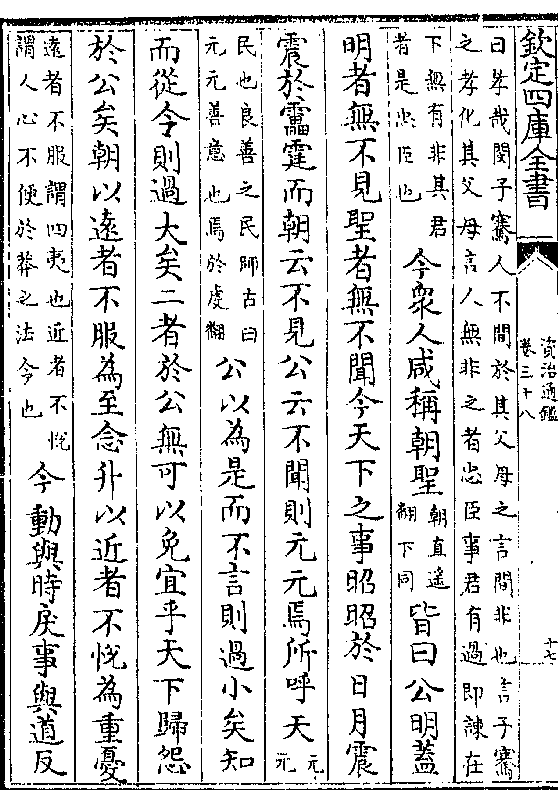 欽定四庫全書
資治通鑑
卷三十八
十七
曰孝哉閔子騫人不間於其父母之言間非也言子騫
之孝化其父母言人無非之者忠臣事君有過即諫在
下無有非其君
者是忠臣也
今衆人咸稱朝聖
朝直遥
翻下同
皆曰公明蓋
明者無不見聖者無不聞今天下之事昭昭於日月震
震於靁霆而朝云不見公云不聞則元元焉所呼天
元
元
民也良善之民師古曰
元元善意也焉於虔翻
公以為是而不言則過小矣知
而從令則過大矣二者於公無可以免宜乎天下歸怨
於公矣朝以遠者不服為至念升以近者不悅為重憂
遠者不服謂四夷也近者不悅
謂人心不便於莽之法令也
今動與時戾事與道反